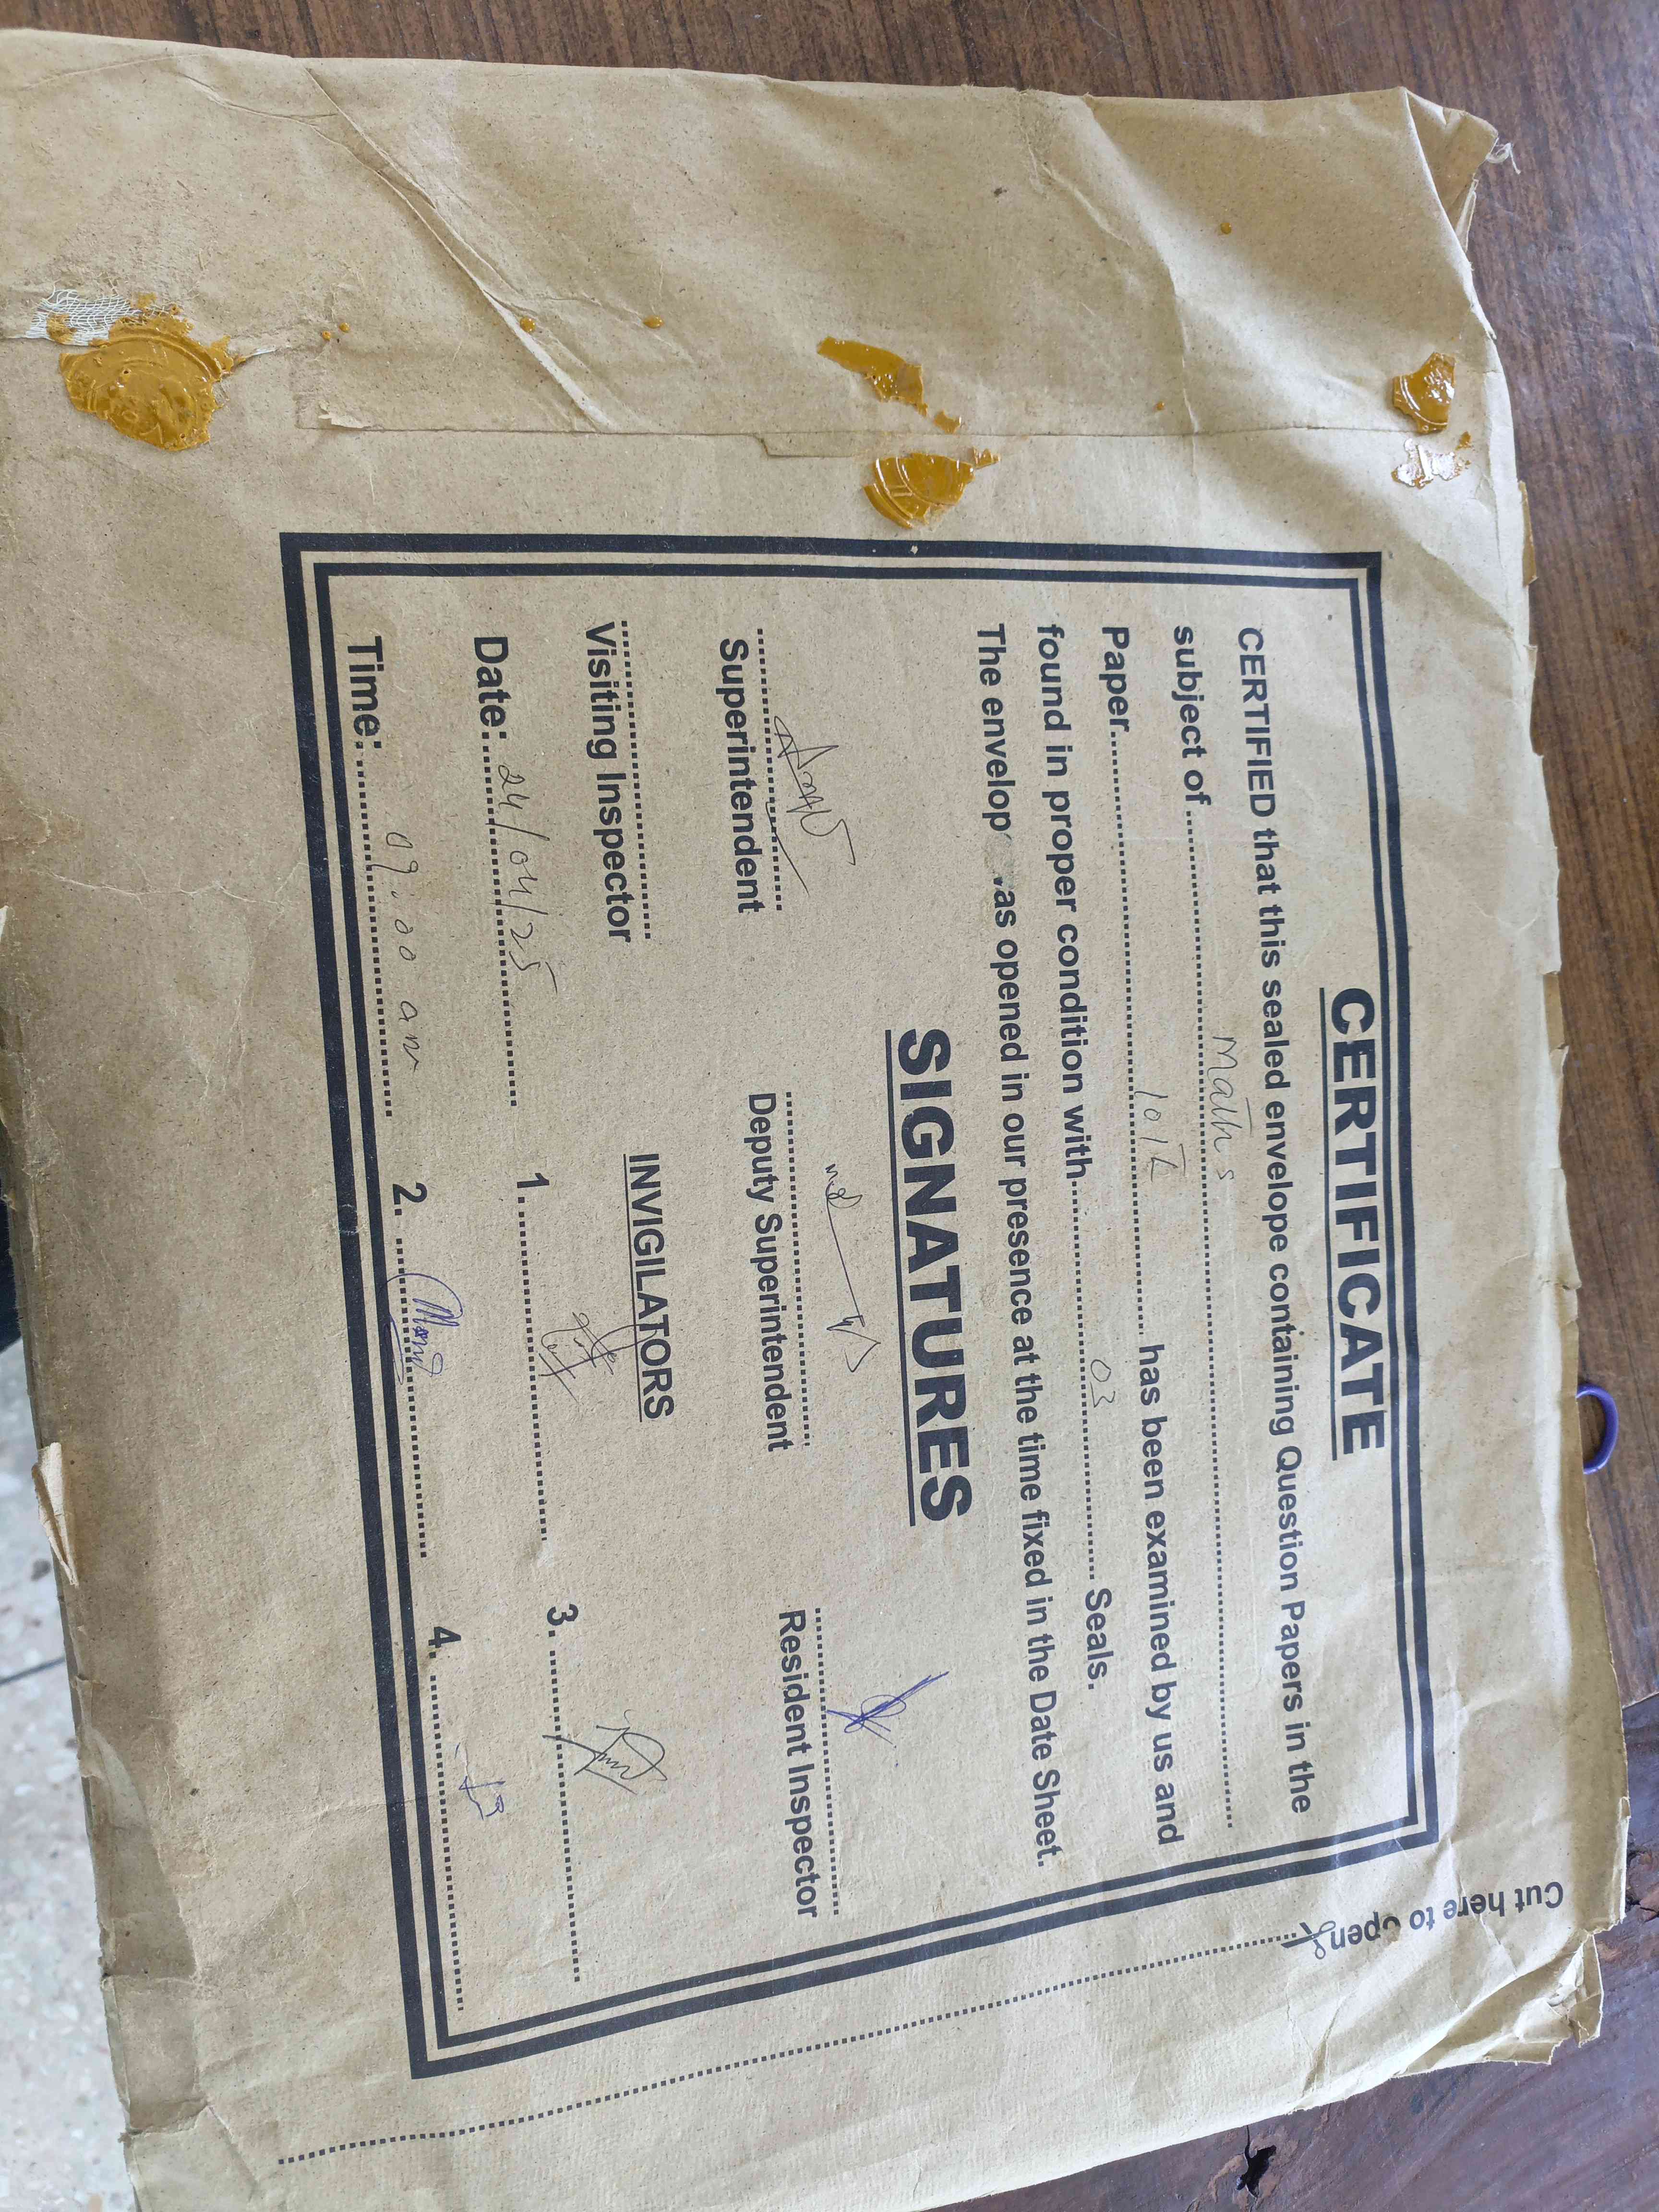 CERTIFICATE
CERTIFIED that this sealed envelope containing Question Papers in the
subject of Maths
Paper 10th has been examined by us and
found in proper condition with 03 Seals.
The envelop as opened in our presence at the time fixed in the Date Sheet.
SIGNATURES
Superintendent
Deputy Superintendent
Resident Inspector
Visiting Inspector
INVIGILATORS
Date: 24/04/25
1.
3.
Time: 09:00 am
2.
4.
Cut here to open